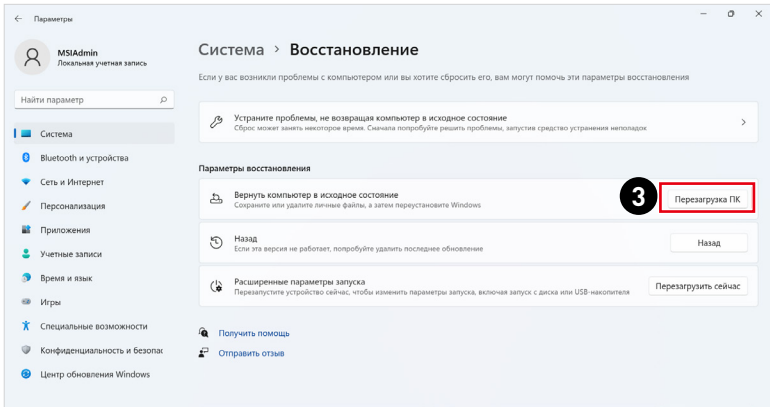 Параметры
MSIAdmin
Локальная учетная запись
Найти параметр
Система
Bluetooth и устройства
Сеть и Интернет
Персонализация
Приложения
Учетные записи
Время и язык
Игры
Специальные возможности
Конфиденциальность и безопас
Центр обновления Windows
Система > Восстановление
Если у вас возникли проблемы с компьютером или вы хотите сбросить его, вам могут помочь эти параметры восстановления
Устраните проблемы, не возвращая компьютер в исходное состояние
Сброс может занять некоторое время. Сначала попробуйте решить проблемы, запустив средство устранения неполадок
Параметры восстановления
Вернуть компьютер в исходное состояние
Сохраните или удалите личные файлы, а затем переустановите Windows
3
Перезагрузка ПК
Назад
Если эта версия не работает, попробуйте удалить последнее обновление
Назад
Расширенные параметры запуска
Перезапустите устройство сейчас, чтобы изменить параметры запуска, включая запуск с диска или USB-накопителя
Перезагрузить сейчас
Получить помощь
Отправить отзыв